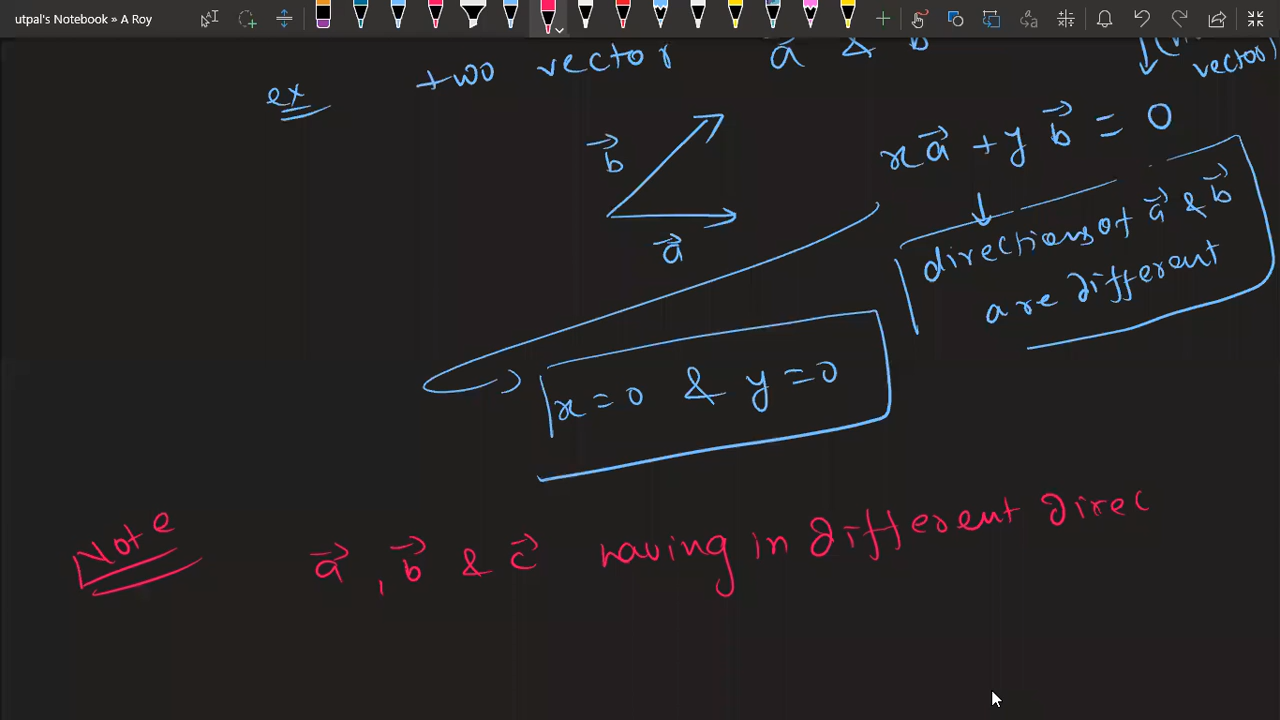 utpal's Notebook » A Roy
ex two vector a⃗ & b
vector)
b⃗
a⃗
xa⃗ + yb⃗ = 0
directions of a⃗ & b⃗
are different
x = 0 & y = 0
Note a⃗, b⃗ & c⃗ having in different direc